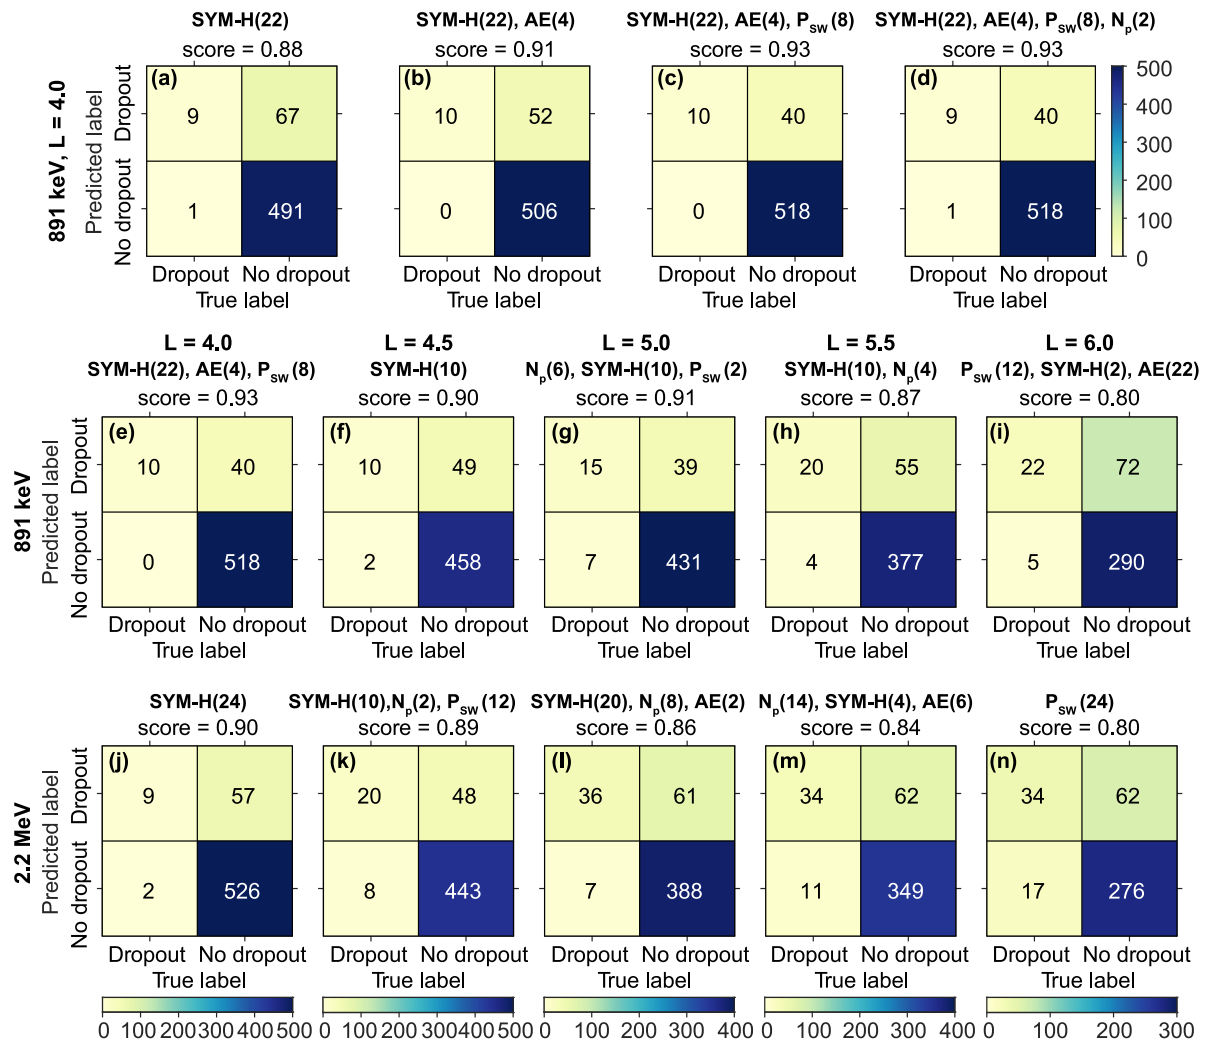 SYM-H(22) SYM-H(22), AE(4) SYM-H(22), AE(4), P_SW(8) SYM-H(22), AE(4), P_SW(8), N_p(2)
score = 0.88 score = 0.91 score = 0.93 score = 0.93
891 keV, L = 4.0
Predicted label
Dropout
No dropout
(a) (b) (c) (d)
9 67 10 52 10 40 9 40
1 491 0 506 0 518 1 518
500
400
300
200
100
0
Dropout No dropout Dropout No dropout Dropout No dropout Dropout No dropout
True label True label True label True label
L = 4.0 L = 4.5 L = 5.0 L = 5.5 L = 6.0
SYM-H(22), AE(4), P_SW(8) SYM-H(10) N_p(6), SYM-H(10), P_SW(2) SYM-H(10), N_p(4) P_SW(12), SYM-H(2), AE(22)
score = 0.93 score = 0.90 score = 0.91 score = 0.87 score = 0.80
891 keV
Predicted label
Dropout
No dropout
(e) (f) (g) (h) (i)
10 40 10 49 15 39 20 55 22 72
0 518 2 458 7 431 4 377 5 290
Dropout No dropout Dropout No dropout Dropout No dropout Dropout No dropout Dropout No dropout
True label True label True label True label True label
SYM-H(24) SYM-H(10),N_p(2), P_SW(12) SYM-H(20), N_p(8), AE(2) N_p(14), SYM-H(4), AE(6) P_SW(24)
score = 0.90 score = 0.89 score = 0.86 score = 0.84 score = 0.80
2.2 MeV
Predicted label
Dropout
No dropout
(j) (k) (l) (m) (n)
9 57 20 48 36 61 34 62 34 62
2 526 8 443 7 388 11 349 17 276
Dropout No dropout Dropout No dropout Dropout No dropout Dropout No dropout Dropout No dropout
True label True label True label True label True label
0 100 200 300 400 500 0 100 200 300 400 500 0 100 200 300 400 0 100 200 300 400 0 100 200 300